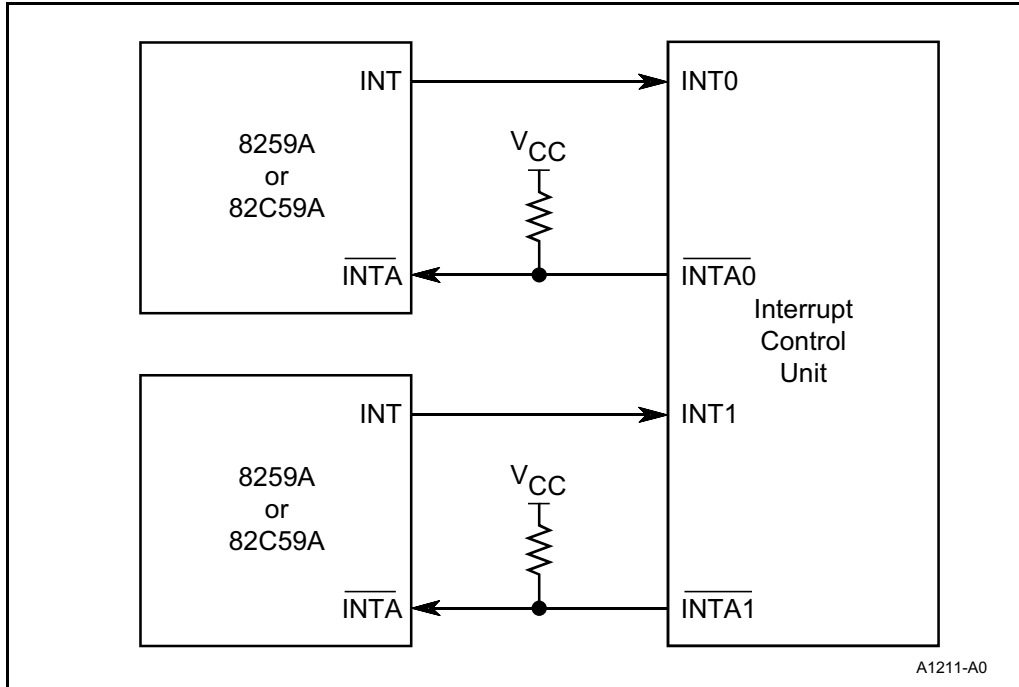 INT
INT0
8259A
or
82C59A
VCC
INTA
INTA0
Interrupt
Control
Unit
INT
INT1
8259A
or
82C59A
VCC
INTA
INTA1
A1211-A0